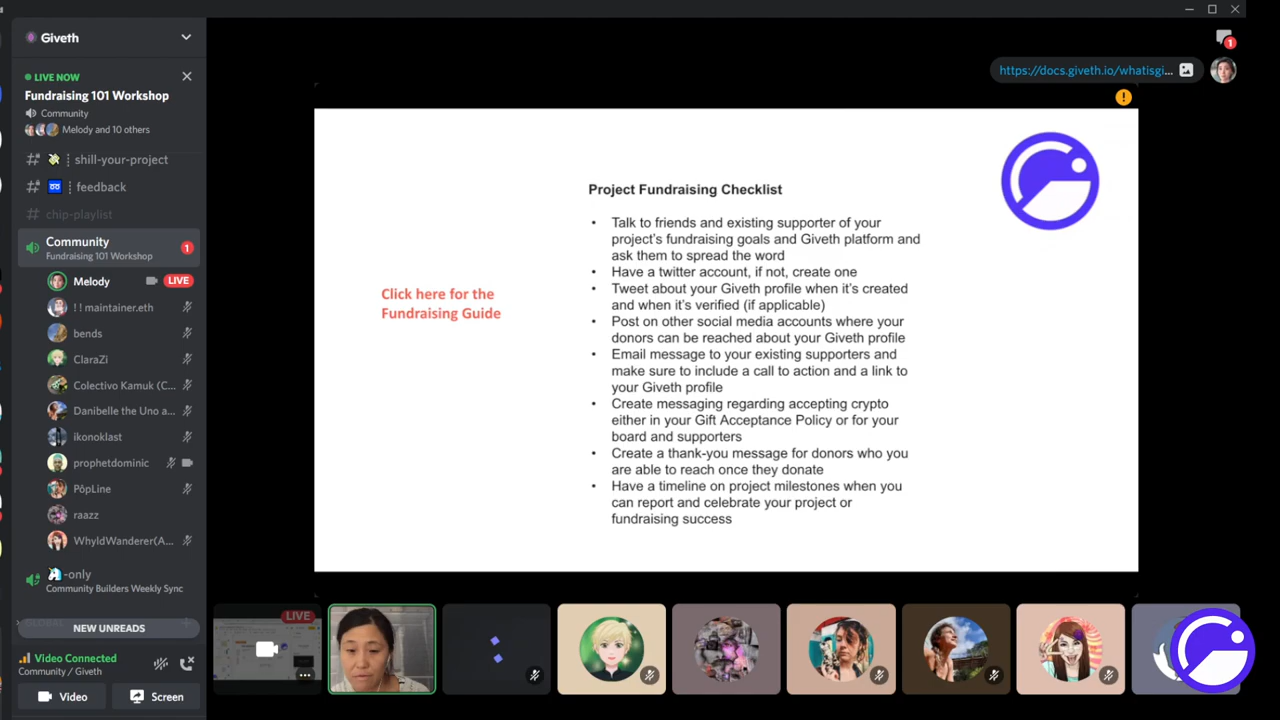 Giveth
LIVE NOW
Fundraising 101 Workshop
Community
Melody and 10 others
shill-your-project
feedback
chip-playlist
Community
Fundraising 101 Workshop
1
Melody
LIVE
! ! maintainer.eth
bends
ClaraZi
Colectivo Kamuk (C...
Danibelle the Uno a...
ikonoklast
prophetdominic
PôpLine
raazz
WhyldWanderer(A...
-only
Community Builders Weekly Sync
NEW UNREADS
Video Connected
Community / Giveth
Video
Screen
1
https://docs.giveth.io/whatisgi...
!
Click here for the
Fundraising Guide
Project Fundraising Checklist
• Talk to friends and existing supporter of your
project's fundraising goals and Giveth platform and
ask them to spread the word
• Have a twitter account, if not, create one
• Tweet about your Giveth profile when it's created
and when it's verified (if applicable)
• Post on other social media accounts where your
donors can be reached about your Giveth profile
• Email message to your existing supporters and
make sure to include a call to action and a link to
your Giveth profile
• Create messaging regarding accepting crypto
either in your Gift Acceptance Policy or for your
board and supporters
• Create a thank-you message for donors who you
are able to reach once they donate
• Have a timeline on project milestones when you
can report and celebrate your project or
fundraising success
LIVE